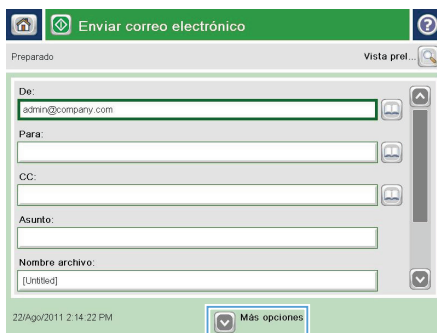 Enviar correo electrónico
Preparado
Vista prel...
De:
admin@company.com
Para:
CC:
Asunto:
Nombre archivo:
[Untitled]
22/Ago/2011 2:14:22 PM
Más opciones